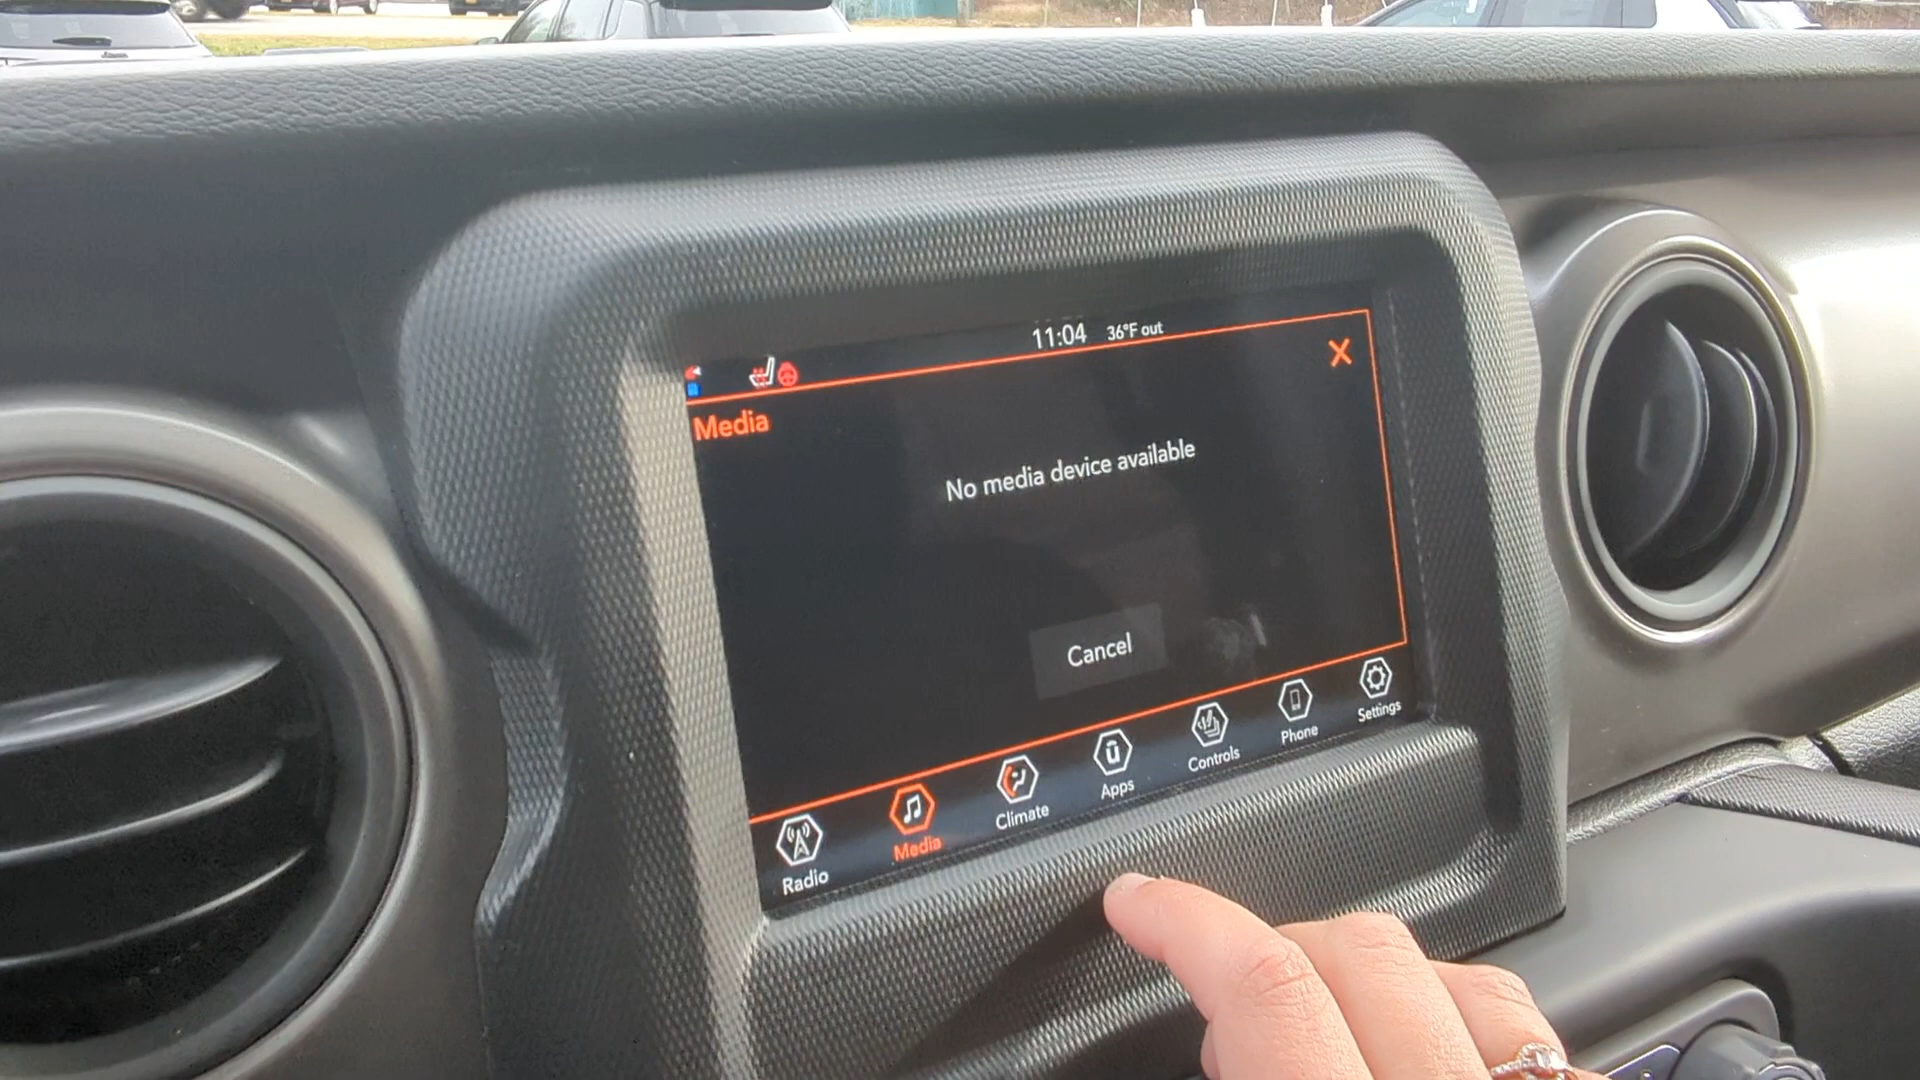 11:04 36°F out
Media
No media device available
Cancel
Radio Media Climate Apps Controls Phone Settings